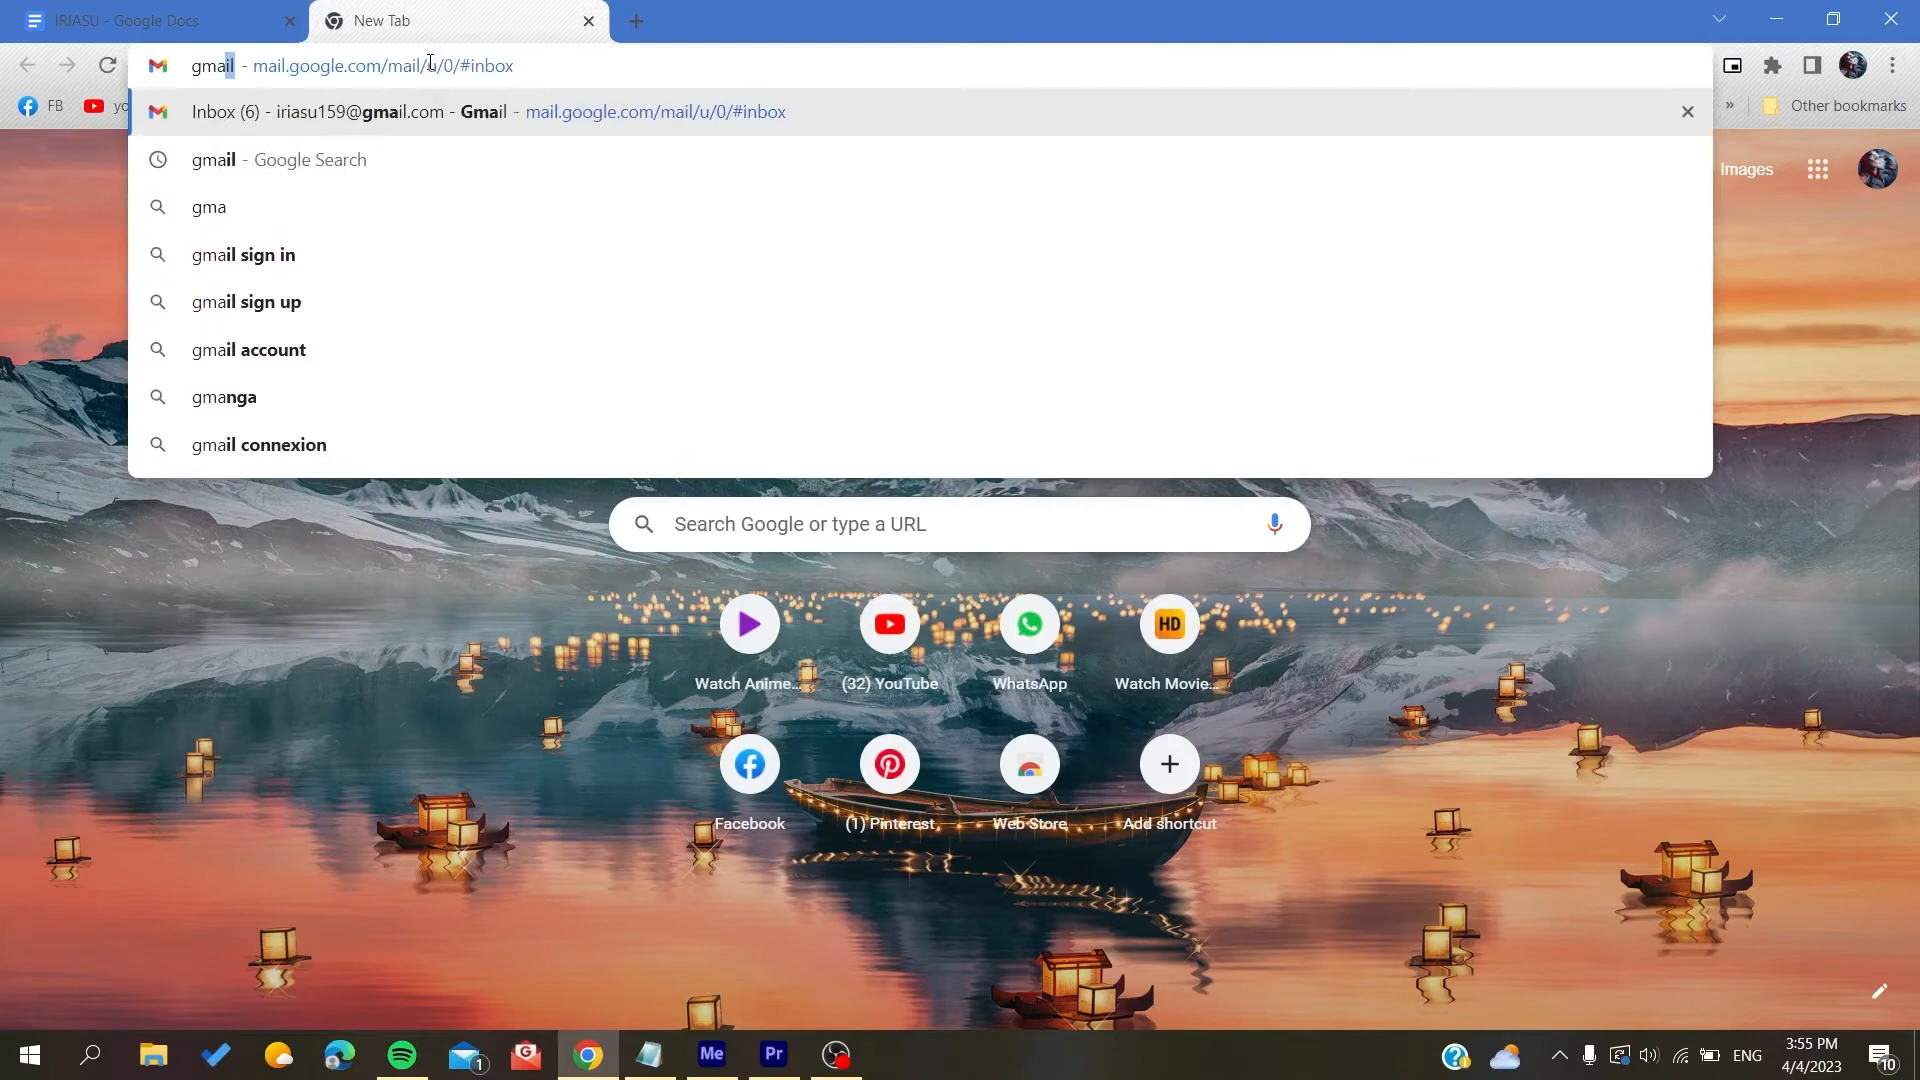 IRIASU - Google Docs
New Tab
gmail - mail.google.com/mail/u/0/#inbox
FB
yo
Inbox (6) - iriasu159@gmail.com - Gmail - mail.google.com/mail/u/0/#inbox
» Other bookmarks
gmail - Google Search
Images
gma
gmail sign in
gmail sign up
gmail account
gmanga
gmail connexion
Search Google or type a URL
HD
Watch Anime...
(32) YouTube
WhatsApp
Watch Movie...
Facebook
(1) Pinterest
Web Store
Add shortcut
1
G
Me
Pr
ENG
3:55 PM
4/4/2023
10